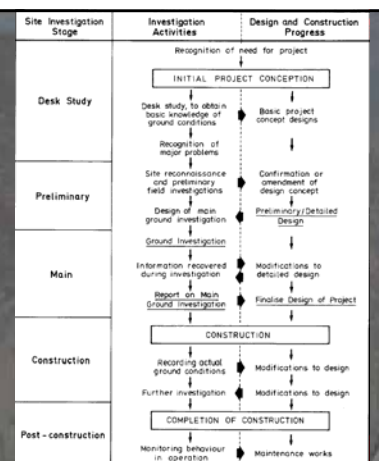 Site Investigation Stage
Investigation Activities
Design and Construction Progress
Recognition of need for project
INITIAL PROJECT CONCEPTION
Desk Study
Desk study, to obtain
basic knowledge of
ground conditions
Basic project
concept designs
Recognition of
major problems
Preliminary
Site reconnaissance
and preliminary
field investigations
Confirmation or
amendment of
design concept
Design of main
ground investigation
Preliminary/Detailed
Design
Main
Ground Investigation
Information recovered
during investigation
Modifications to
detailed design
Report on Main
Ground Investigation
Finalise Design of Project
CONSTRUCTION
Construction
Recording actual
ground conditions
Modifications to design
Further investigation
Modifications to design
COMPLETION OF CONSTRUCTION
Post-construction
Monitoring behaviour
in operation
Maintenance works